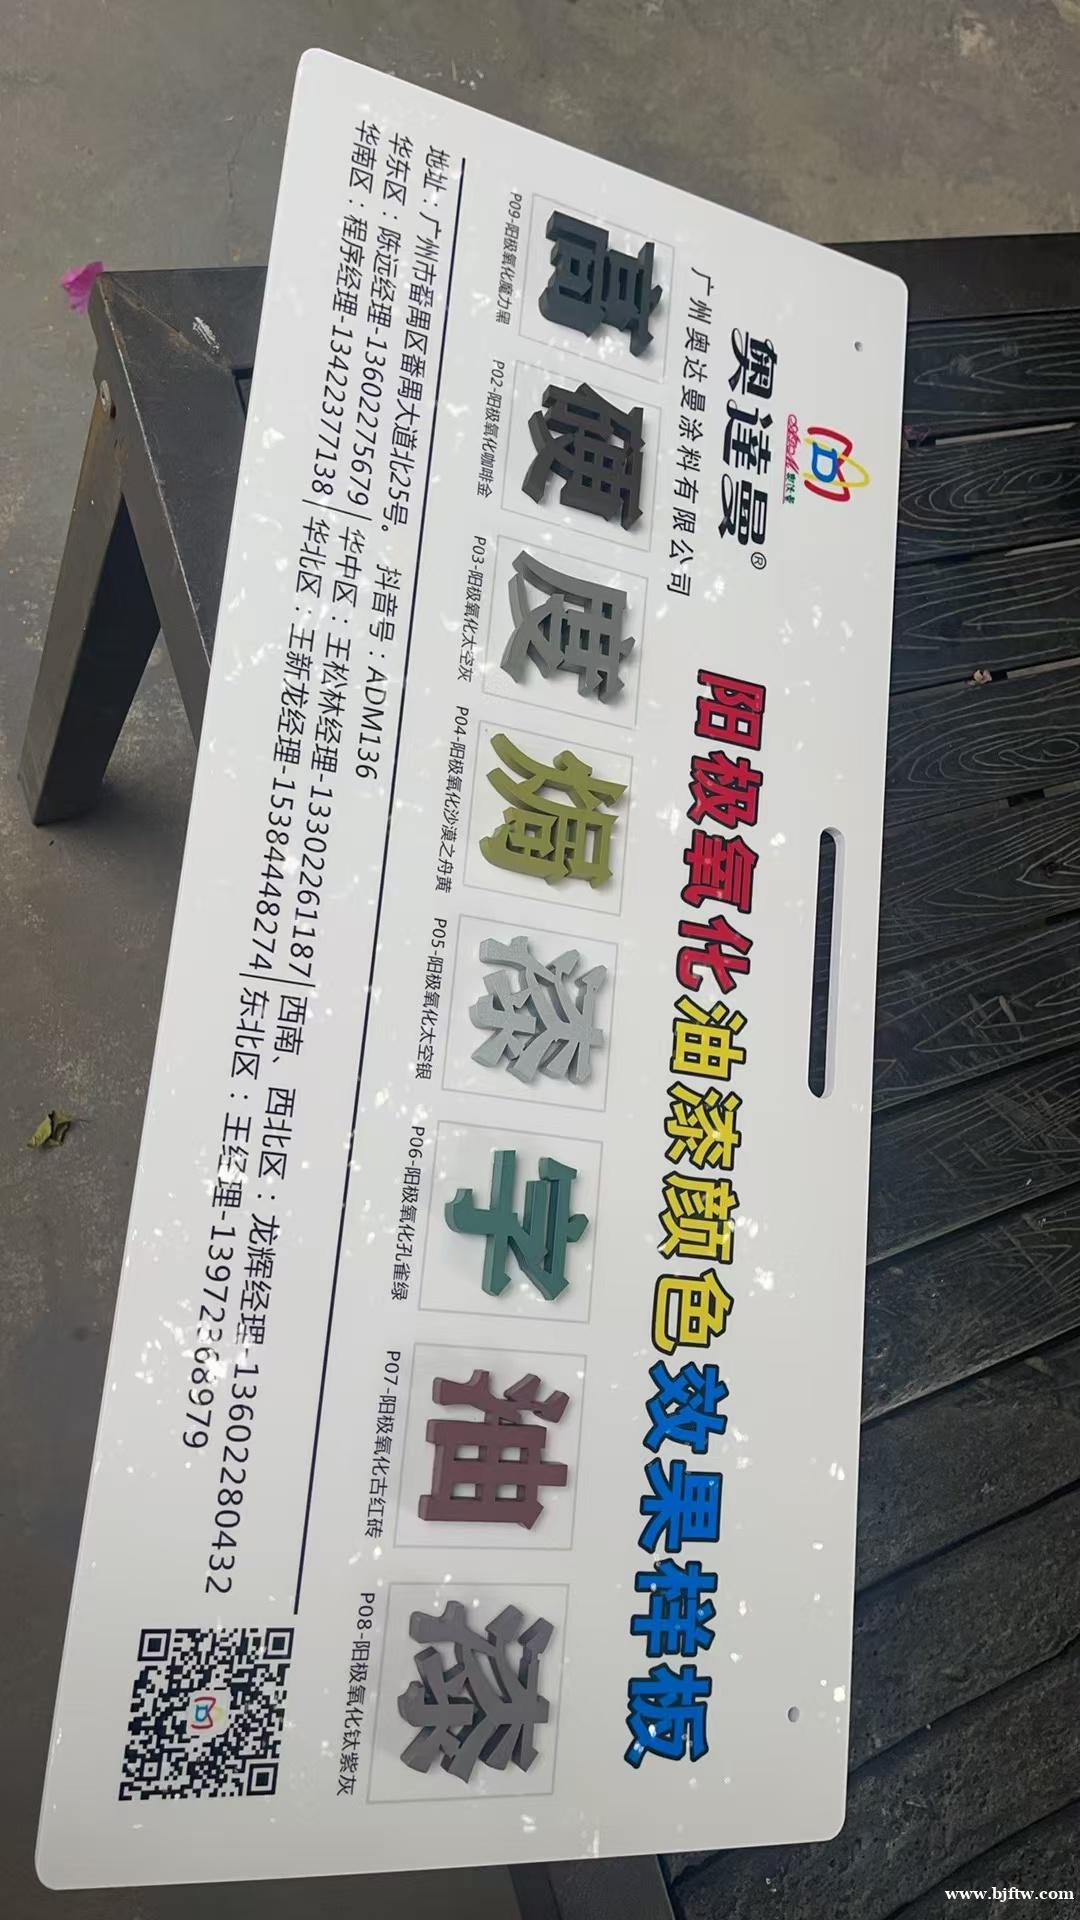 奥達曼®
广州奥达曼涂料有限公司
阳极氧化油漆颜色效果样板
高硬度焗漆字油漆
P09-阳极氧化魔力黑
P02-阳极氧化咖啡金
P03-阳极氧化太空灰
P04-阳极氧化沙漠之舟黄
P05-阳极氧化太空银
P06-阳极氧化孔雀绿
P07-阳极氧化古红砖
P08-阳极氧化钛紫灰
地址：广州市番禺区番禺大道北25号。 抖音号：ADM136
华东区：陈远经理-13602275679|华中区：王松林经理-13302261187|西南、西北区：龙辉经理-13602280432
华南区：程序经理-13422377138|华北区：王新龙经理-15384448274|东北区：王经理-13972368979
www.bjftw.com